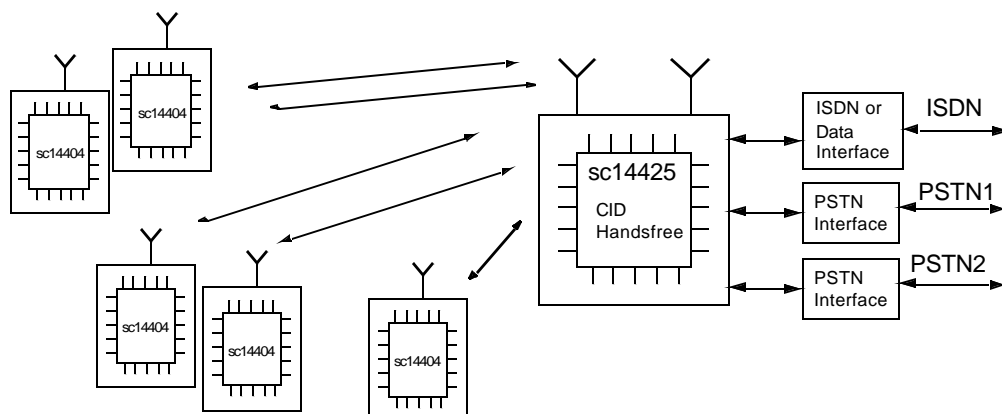 sc14404
sc14404
sc14425
CID
Handsfree
ISDN or
Data
Interface
ISDN
PSTN
Interface
PSTN1
PSTN
Interface
PSTN2
sc14404
sc14404
sc14404